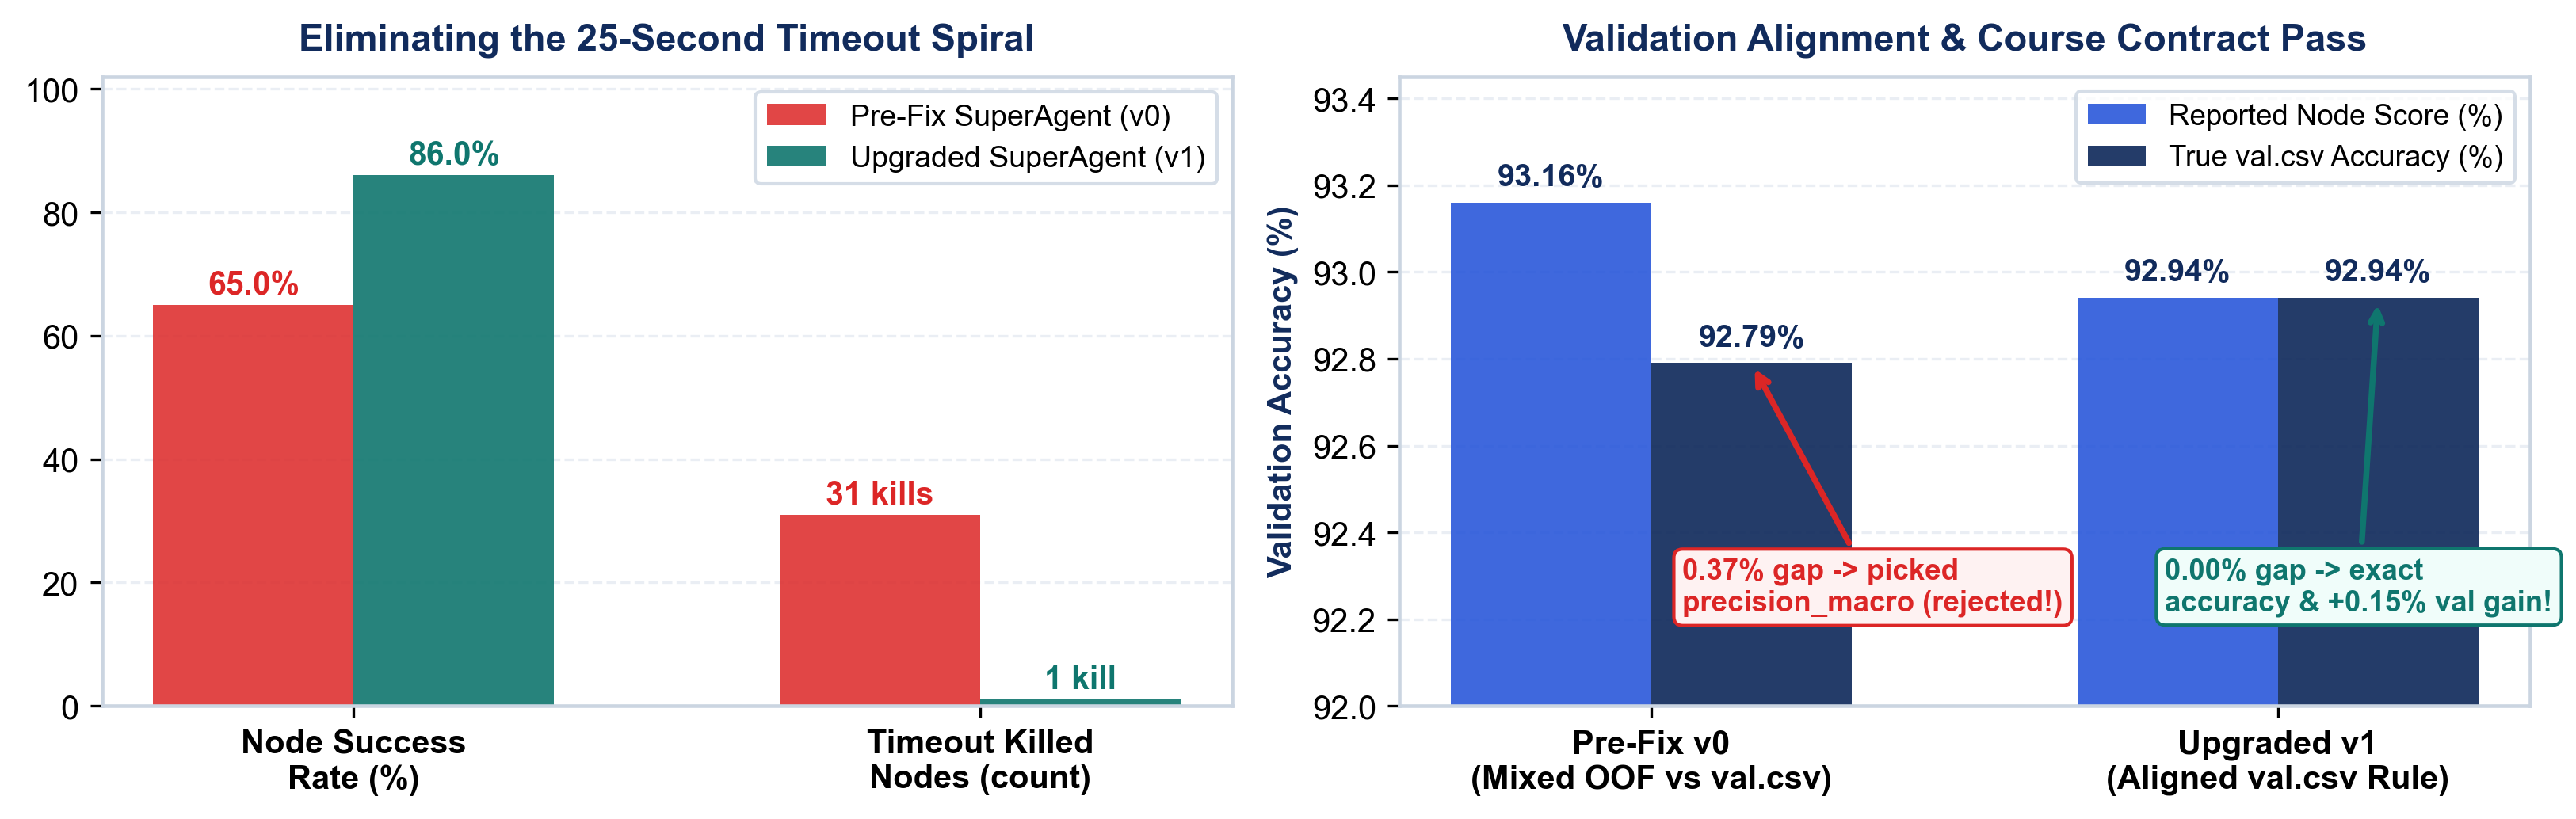 Eliminating the 25-Second Timeout Spiral
100
80
60
40
20
0
Pre-Fix SuperAgent (v0)
Upgraded SuperAgent (v1)
65.0%
86.0%
31 kills
1 kill
Node Success
Rate (%)
Timeout Killed
Nodes (count)
Validation Alignment & Course Contract Pass
Validation Accuracy (%)
93.4
93.2
93.0
92.8
92.6
92.4
92.2
92.0
Reported Node Score (%)
True val.csv Accuracy (%)
93.16%
92.79%
92.94%
92.94%
0.37% gap -> picked
precision_macro (rejected!)
0.00% gap -> exact
accuracy & +0.15% val gain!
Pre-Fix v0
(Mixed OOF vs val.csv)
Upgraded v1
(Aligned val.csv Rule)